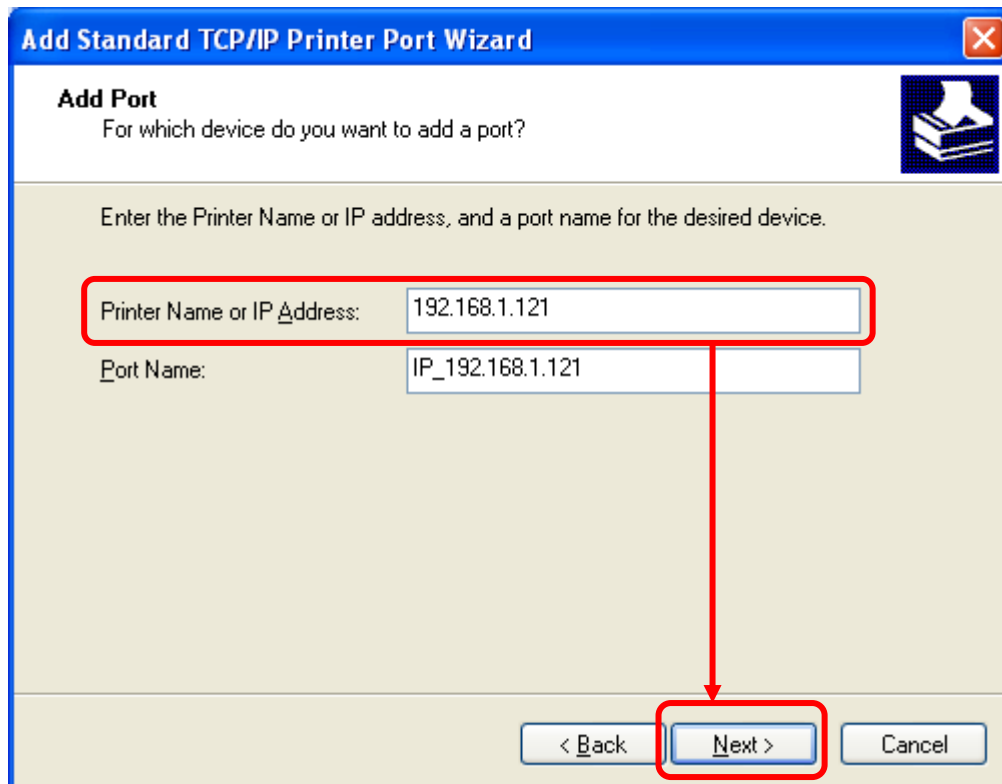 Add Standard TCP/IP Printer Port Wizard
Add Port
For which device do you want to add a port?
Enter the Printer Name or IP address, and a port name for the desired device.
Printer Name or IP Address: 192.168.1.121
Port Name: IP_192.168.1.121
< Back Next > Cancel